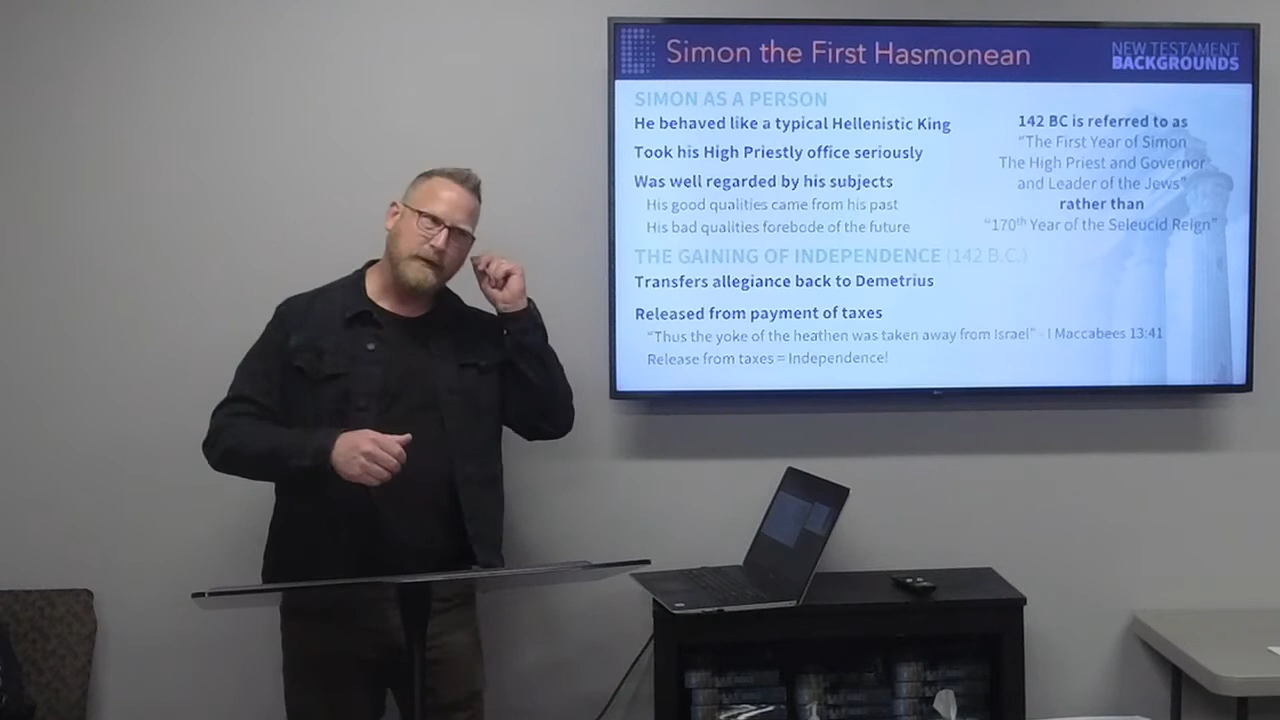 Simon the First Hasmonean
NEW TESTAMENT
BACKGROUNDS
SIMON AS A PERSON
He behaved like a typical Hellenistic King
Took his High Priestly office seriously
Was well regarded by his subjects
His good qualities came from his past
His bad qualities forebode of the future
142 BC is referred to as
“The First Year of Simon
The High Priest and Governor
and Leader of the Jews”
rather than
“170th Year of the Seleucid Reign”
THE GAINING OF INDEPENDENCE (142 B.C.)
Transfers allegiance back to Demetrius
Released from payment of taxes
“Thus the yoke of the heathen was taken away from Israel” - I Maccabees 13:41
Release from taxes = Independence!